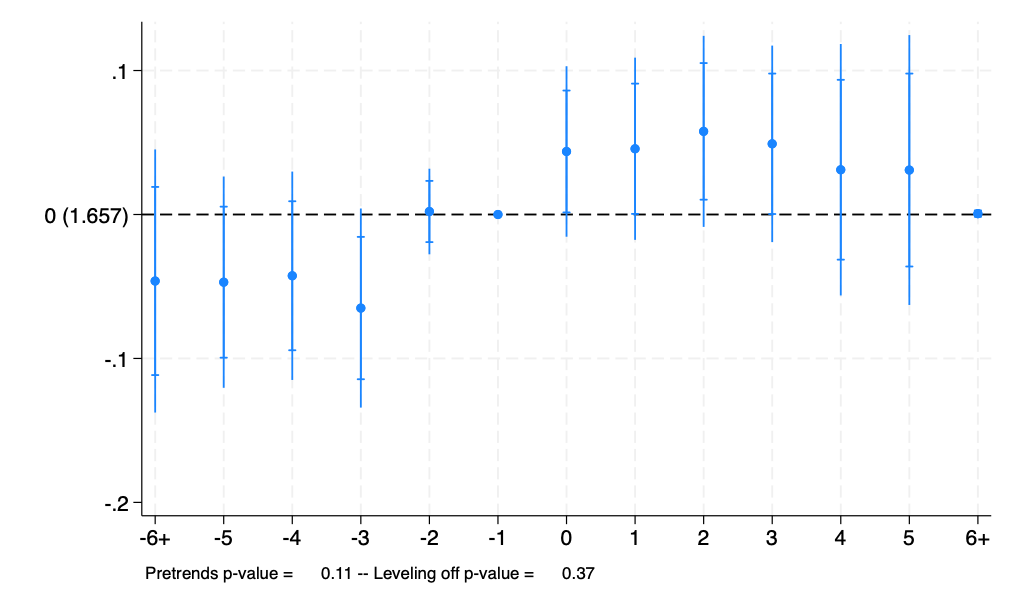 .1
0 (1.657)
-.1
-.2
-6+ -5 -4 -3 -2 -1 0 1 2 3 4 5 6+
Pretrends p-value = 0.11 -- Leveling off p-value = 0.37